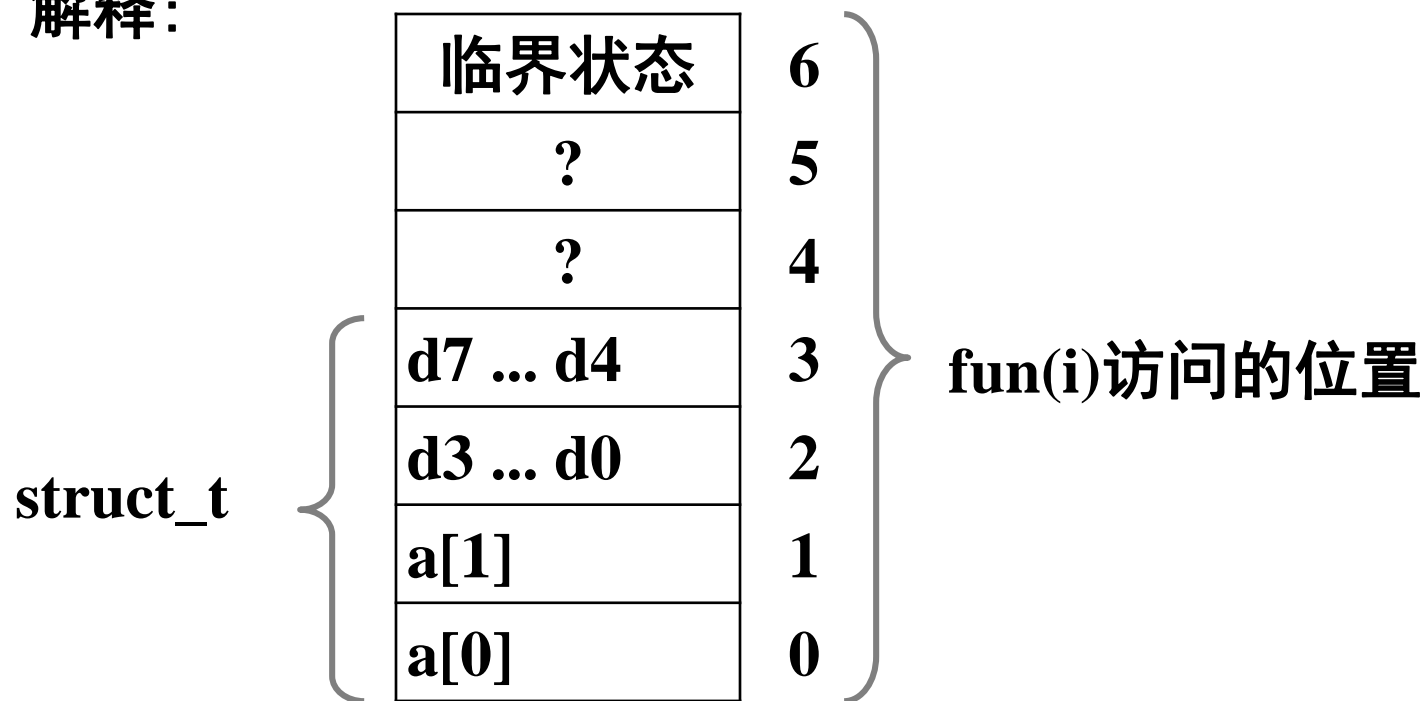 解释:
临界状态 6
? 5
? 4
d7 ... d4 3
fun(i)访问的位置
d3 ... d0 2
struct_t
a[1] 1
a[0] 0